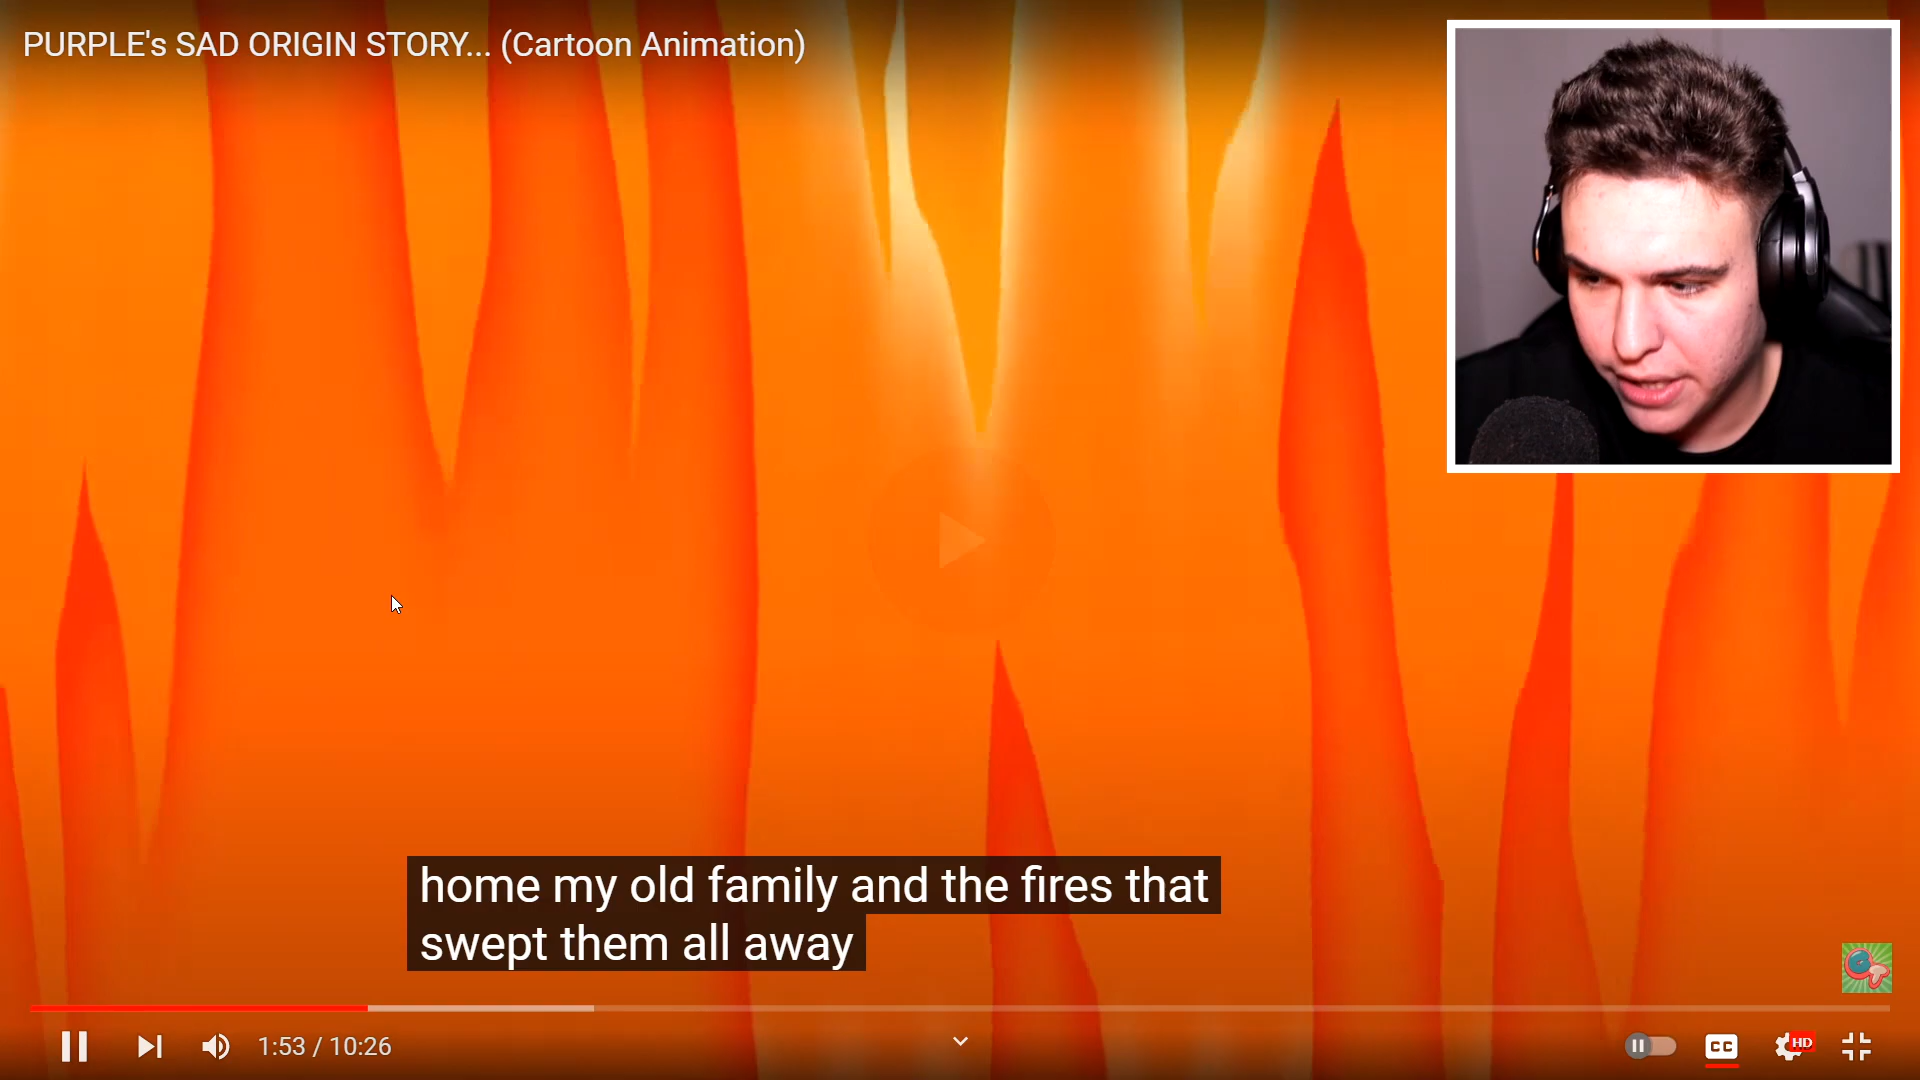 PURPLE's SAD ORIGIN STORY... (Cartoon Animation)
home my old family and the fires that
swept them all away
1:53 / 10:26
CC
HD